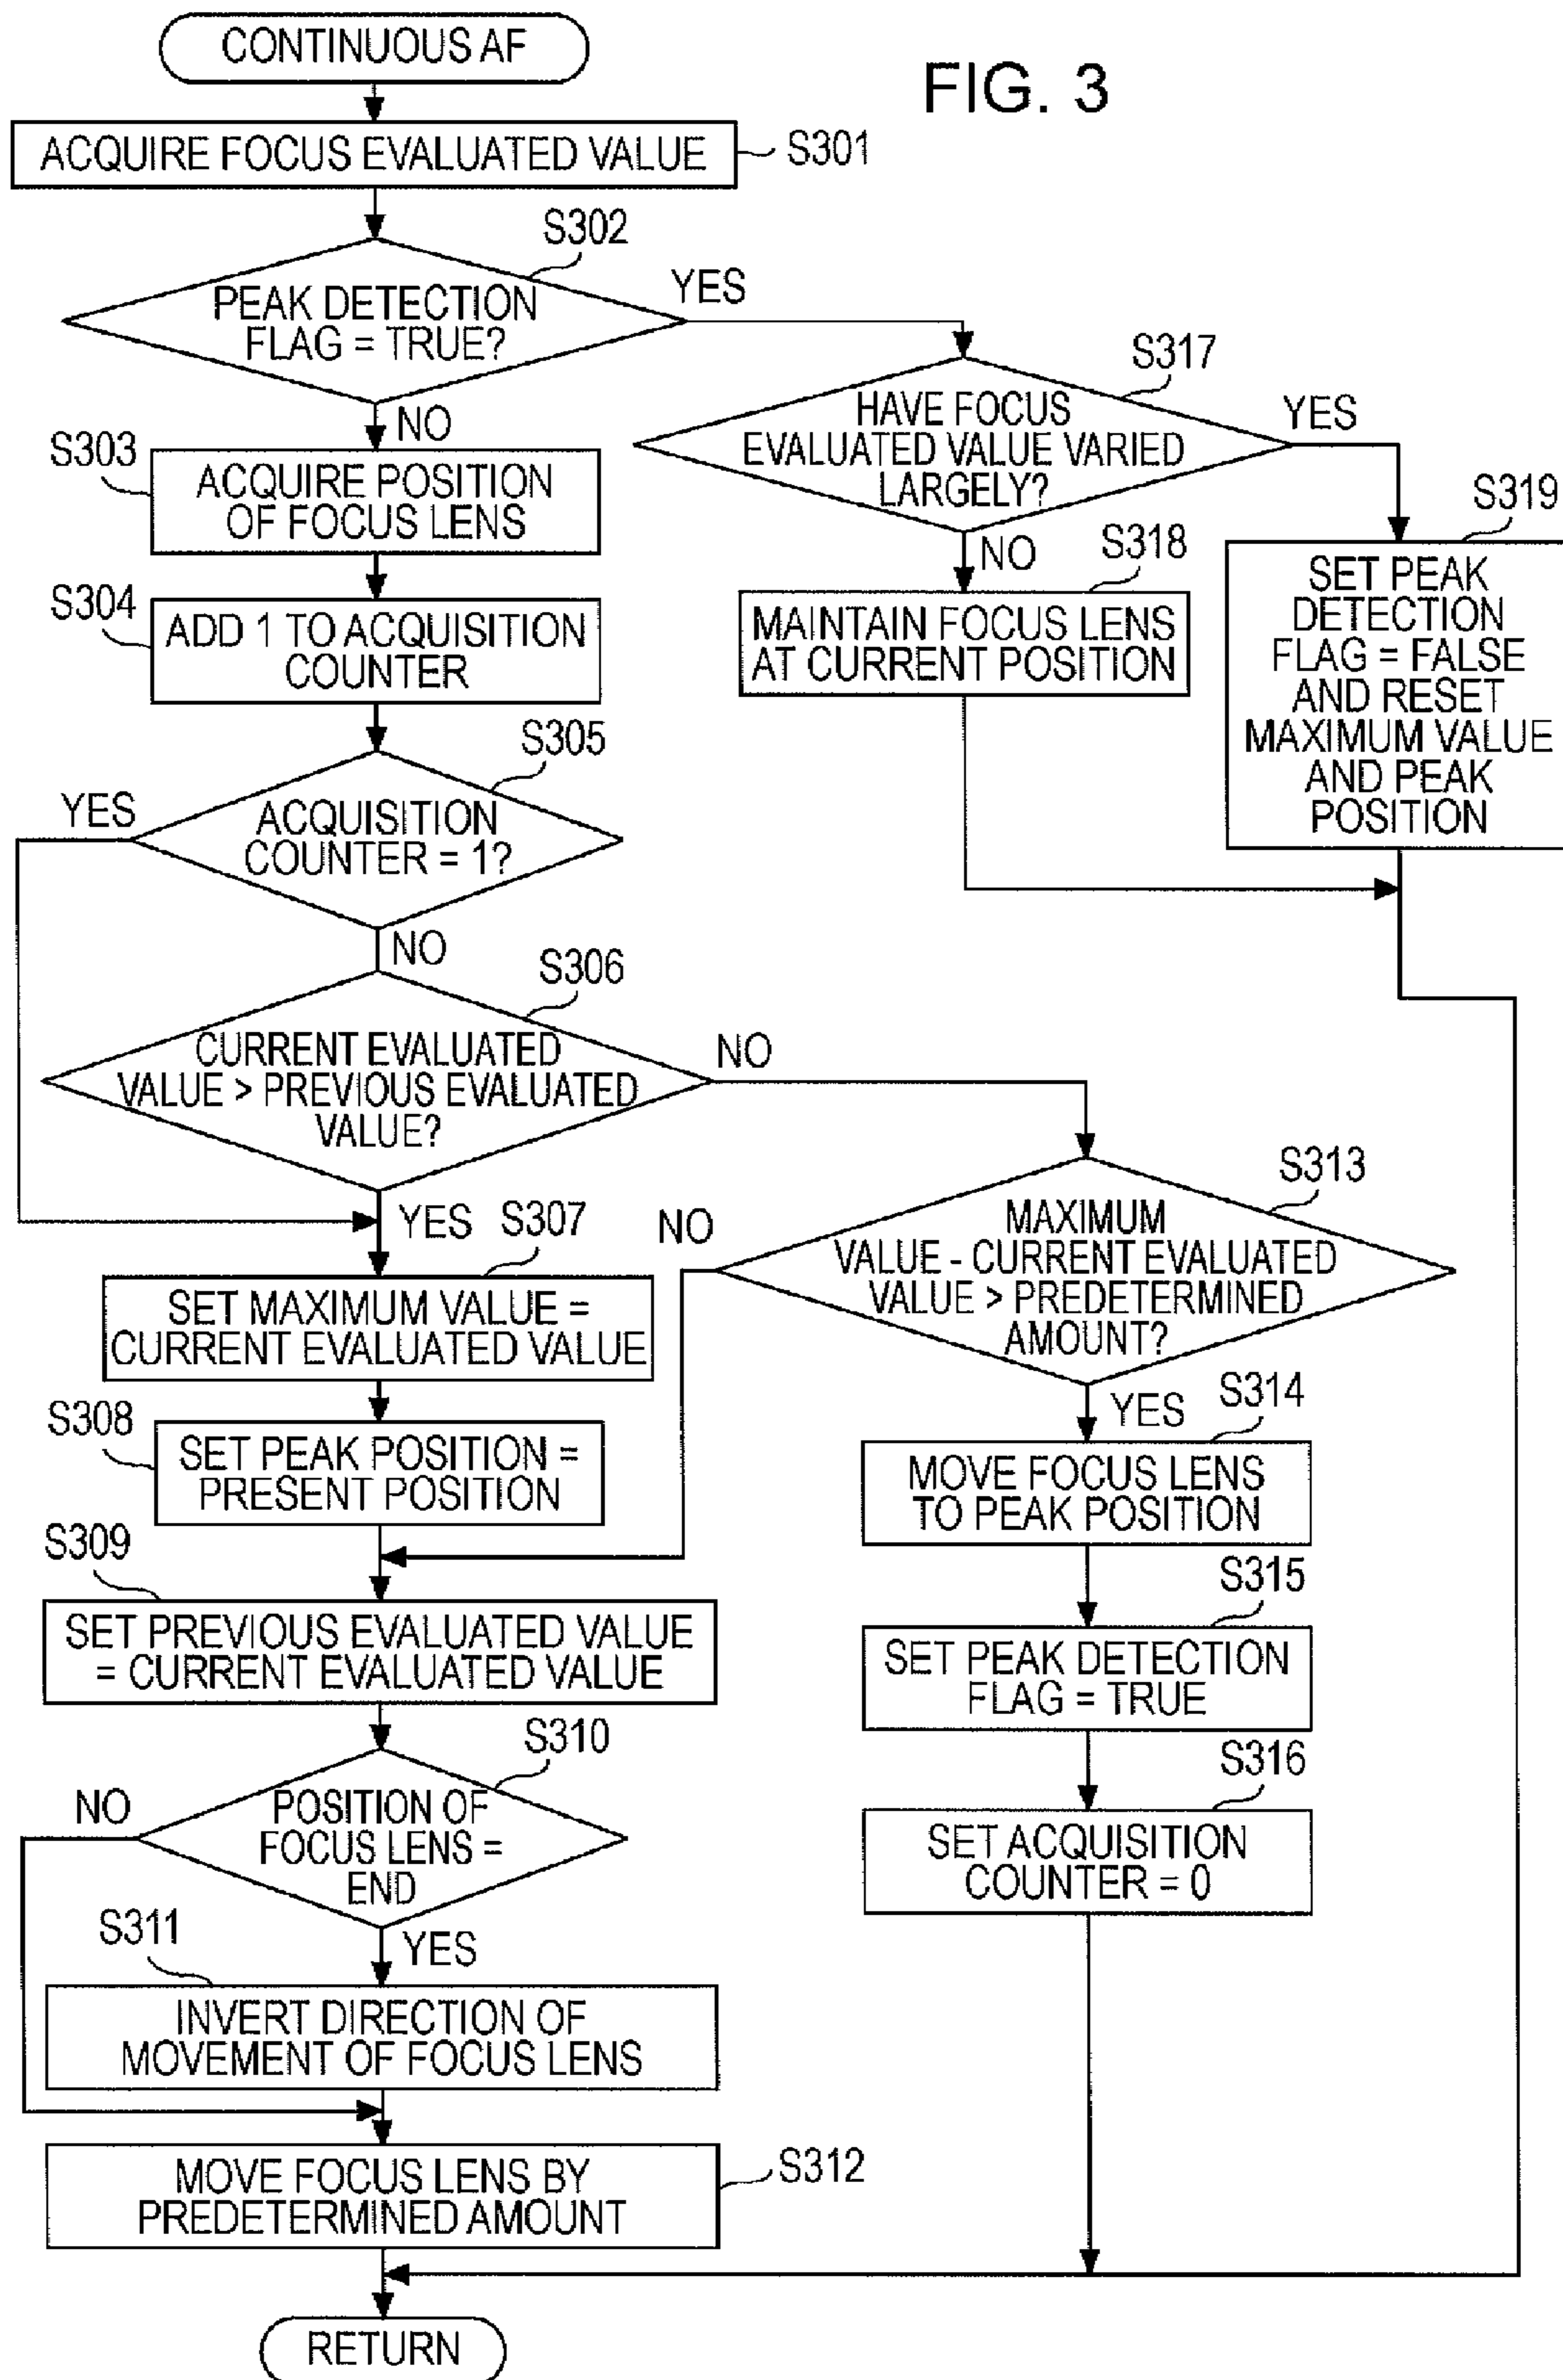 CONTINUOUS AF
FIG. 3
ACQUIRE FOCUS EVALUATED VALUE
S301
S302
PEAK DETECTION
FLAG = TRUE?
YES
NO
S303
ACQUIRE POSITION
OF FOCUS LENS
S304
ADD 1 TO ACQUISITION
COUNTER
S305
YES
ACQUISITION
COUNTER = 1?
NO
S306
CURRENT EVALUATED
VALUE > PREVIOUS EVALUATED
VALUE?
NO
YES
S307
SET MAXIMUM VALUE =
CURRENT EVALUATED VALUE
S308
SET PEAK POSITION =
PRESENT POSITION
S309
SET PREVIOUS EVALUATED VALUE
= CURRENT EVALUATED VALUE
S310
NO
POSITION OF
FOCUS LENS =
END
YES
S311
INVERT DIRECTION OF
MOVEMENT OF FOCUS LENS
MOVE FOCUS LENS BY
PREDETERMINED AMOUNT
S312
RETURN
S313
NO
MAXIMUM
VALUE - CURRENT EVALUATED
VALUE > PREDETERMINED
AMOUNT?
YES
S314
MOVE FOCUS LENS
TO PEAK POSITION
S315
SET PEAK DETECTION
FLAG = TRUE
S316
SET ACQUISITION
COUNTER = 0
S317
HAVE FOCUS
EVALUATED VALUE VARIED
LARGELY?
YES
NO
S318
MAINTAIN FOCUS LENS
AT CURRENT POSITION
S319
SET PEAK
DETECTION
FLAG = FALSE
AND RESET
MAXIMUM VALUE
AND PEAK
POSITION